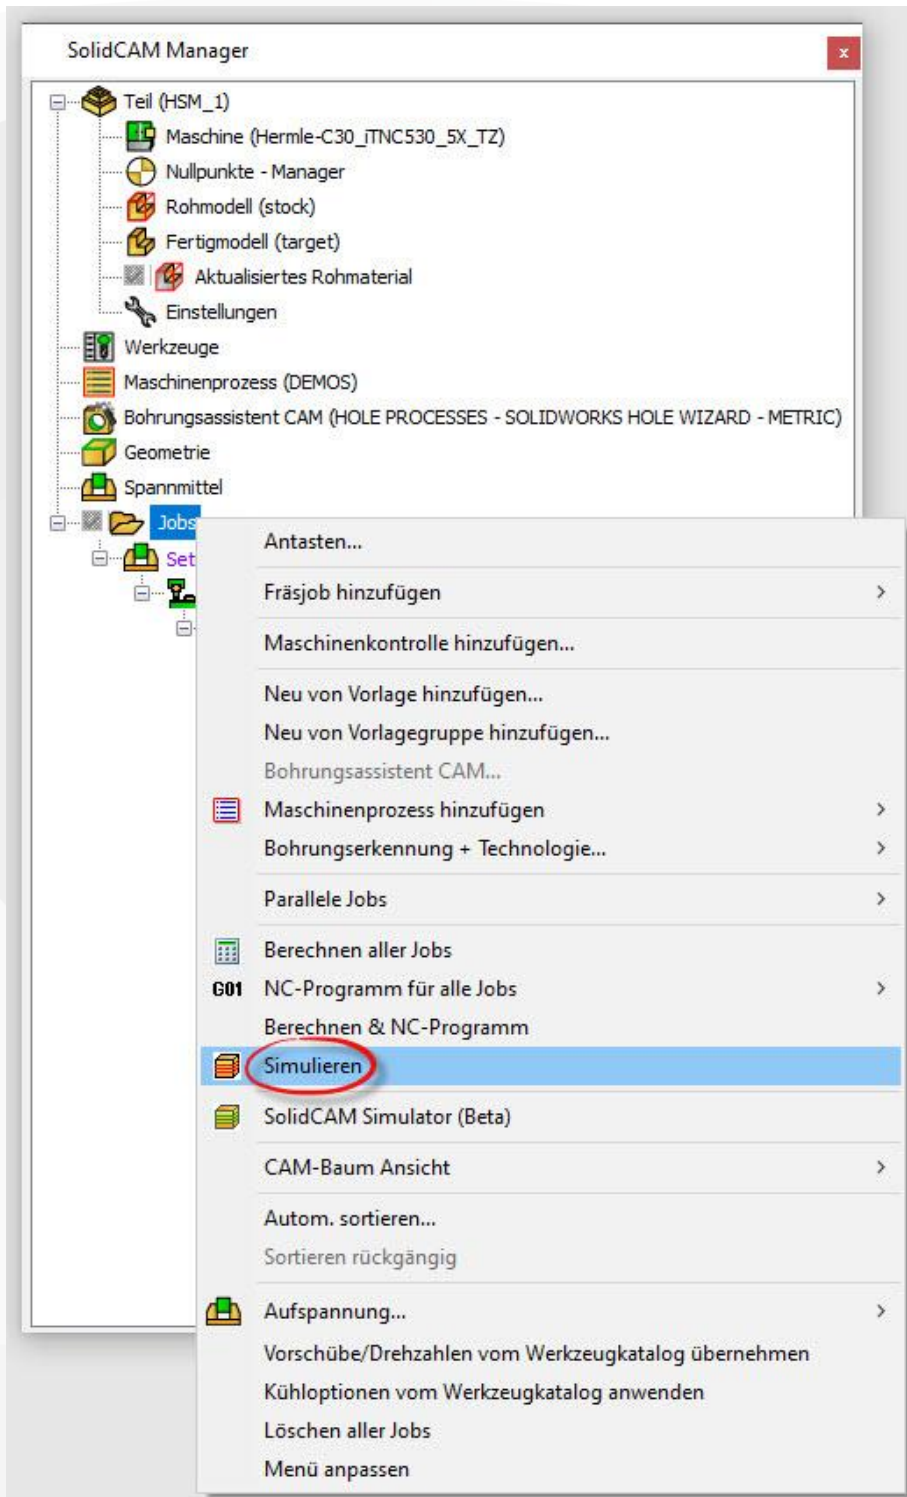 SolidCAM Manager
x
Teil (HSM_1)
Maschine (Hermle-C30_iTNC530_5X_TZ)
Nullpunkte - Manager
Rohmodell (stock)
Fertigmodell (target)
Aktualisiertes Rohmaterial
Einstellungen
Werkzeuge
Maschinenprozess (DEMOS)
Bohrungsassistent CAM (HOLE PROCESSES - SOLIDWORKS HOLE WIZARD - METRIC)
Geometrie
Spannmittel
Jobs
Set
Antasten...
Fräsjob hinzufügen
Maschinenkontrolle hinzufügen...
Neu von Vorlage hinzufügen...
Neu von Vorlagegruppe hinzufügen...
Bohrungsassistent CAM...
Maschinenprozess hinzufügen
Bohrungserkennung + Technologie...
Parallele Jobs
Berechnen aller Jobs
G01 NC-Programm für alle Jobs
Berechnen & NC-Programm
Simulieren
SolidCAM Simulator (Beta)
CAM-Baum Ansicht
Autom. sortieren...
Sortieren rückgängig
Aufspannung...
Vorschübe/Drehzahlen vom Werkzeugkatalog übernehmen
Kühloptionen vom Werkzeugkatalog anwenden
Löschen aller Jobs
Menü anpassen